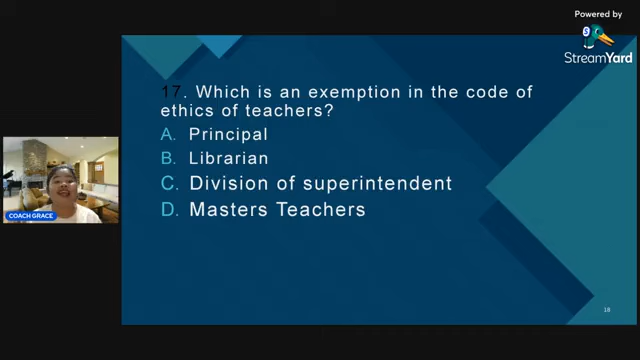 Powered by
StreamYard
17. Which is an exemption in the code of
ethics of teachers?
A. Principal
B. Librarian
C. Division of superintendent
D. Masters Teachers
COACH GRACE
18